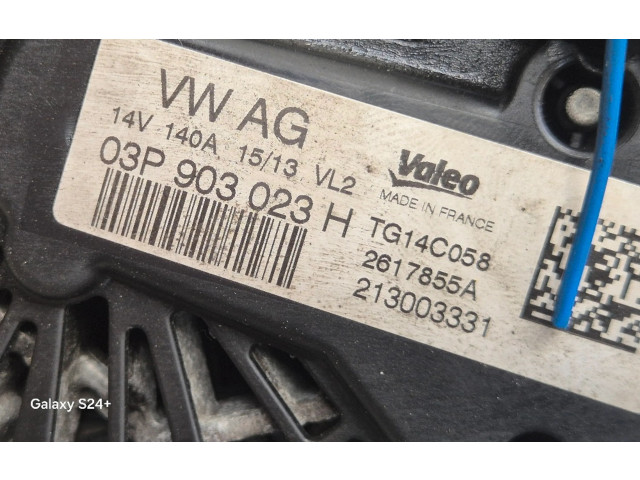 VW AG
14V 140A 15/13 VL2
03P 903 023 H
Valeo
MADE IN FRANCE
TG14C058
2617855A
213003331
Galaxy S24+